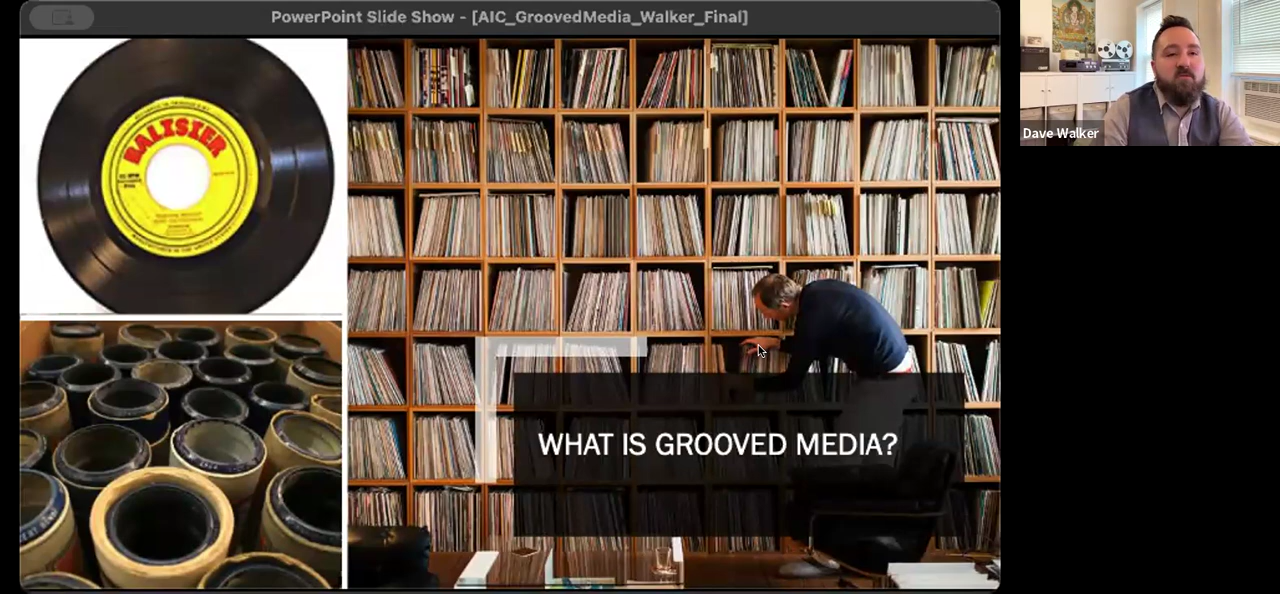 PowerPoint Slide Show - [AIC_GroovedMedia_Walker_Final]
BALISIER
WHAT IS GROOVED MEDIA?
Dave Walker